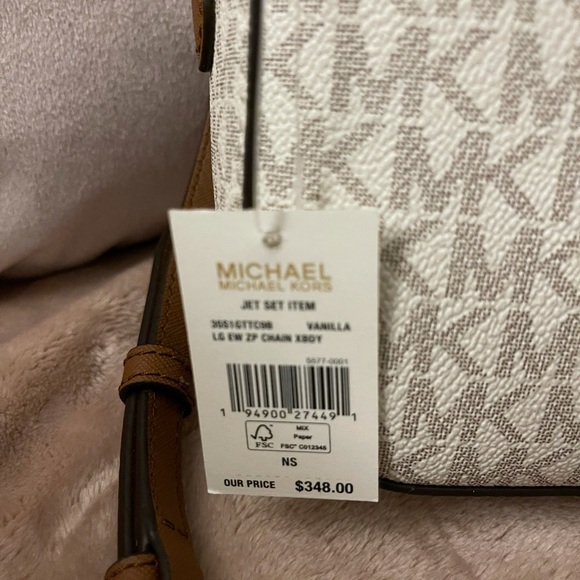 MICHAEL
MICHAEL KORS
JET SET ITEM
35S1GTTC9B VANILLA
LG EW ZP CHAIN XBDY
5577-0001
1 94900 27449 1
FSC
MIX
Paper
FSC® C012345
NS
OUR PRICE $348.00
MK